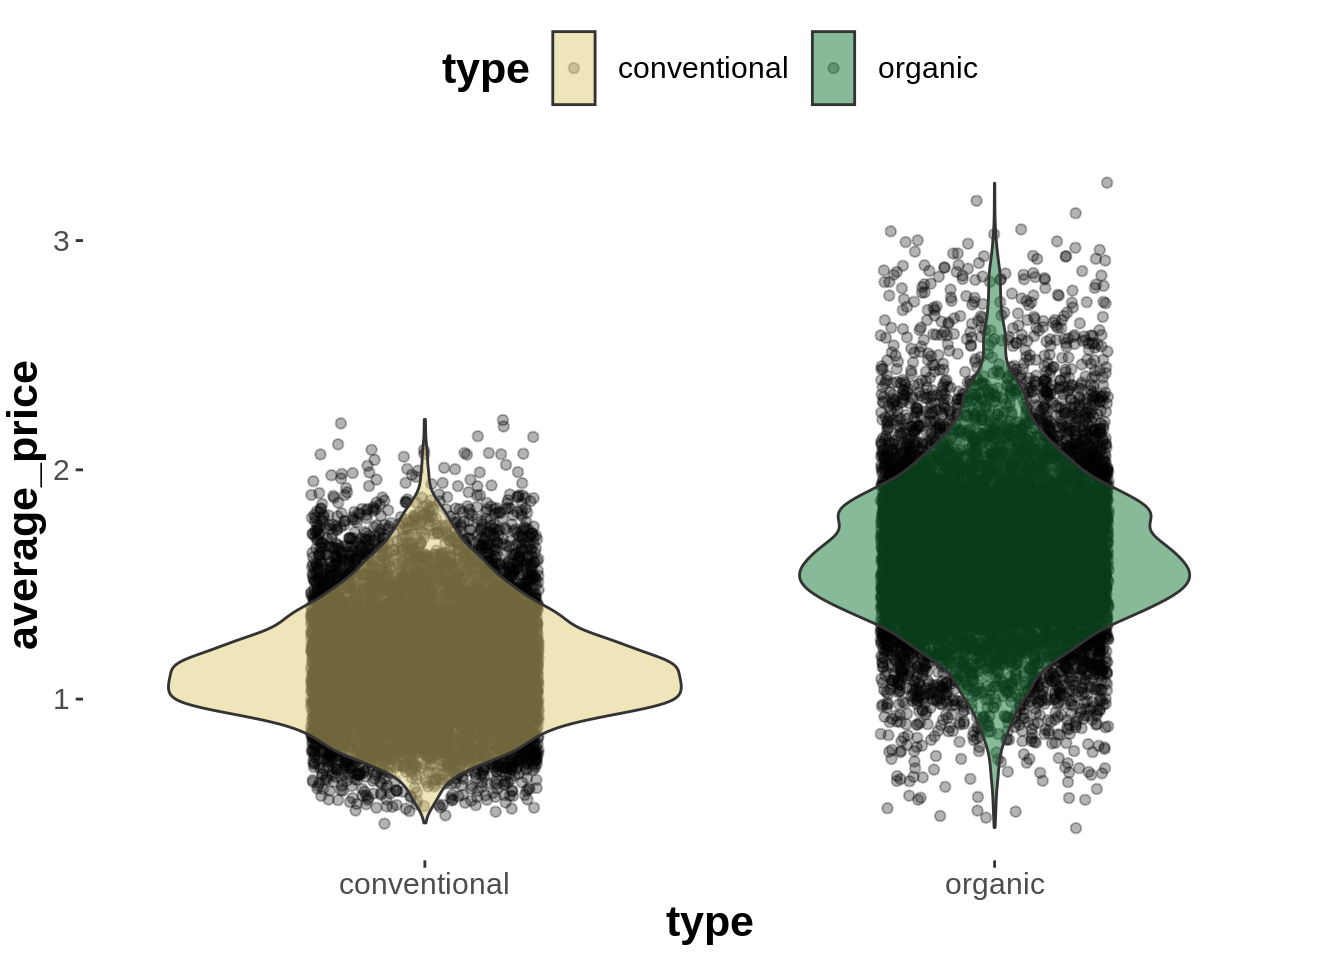 type conventional organic
average_price
3
2
1
conventional organic
type